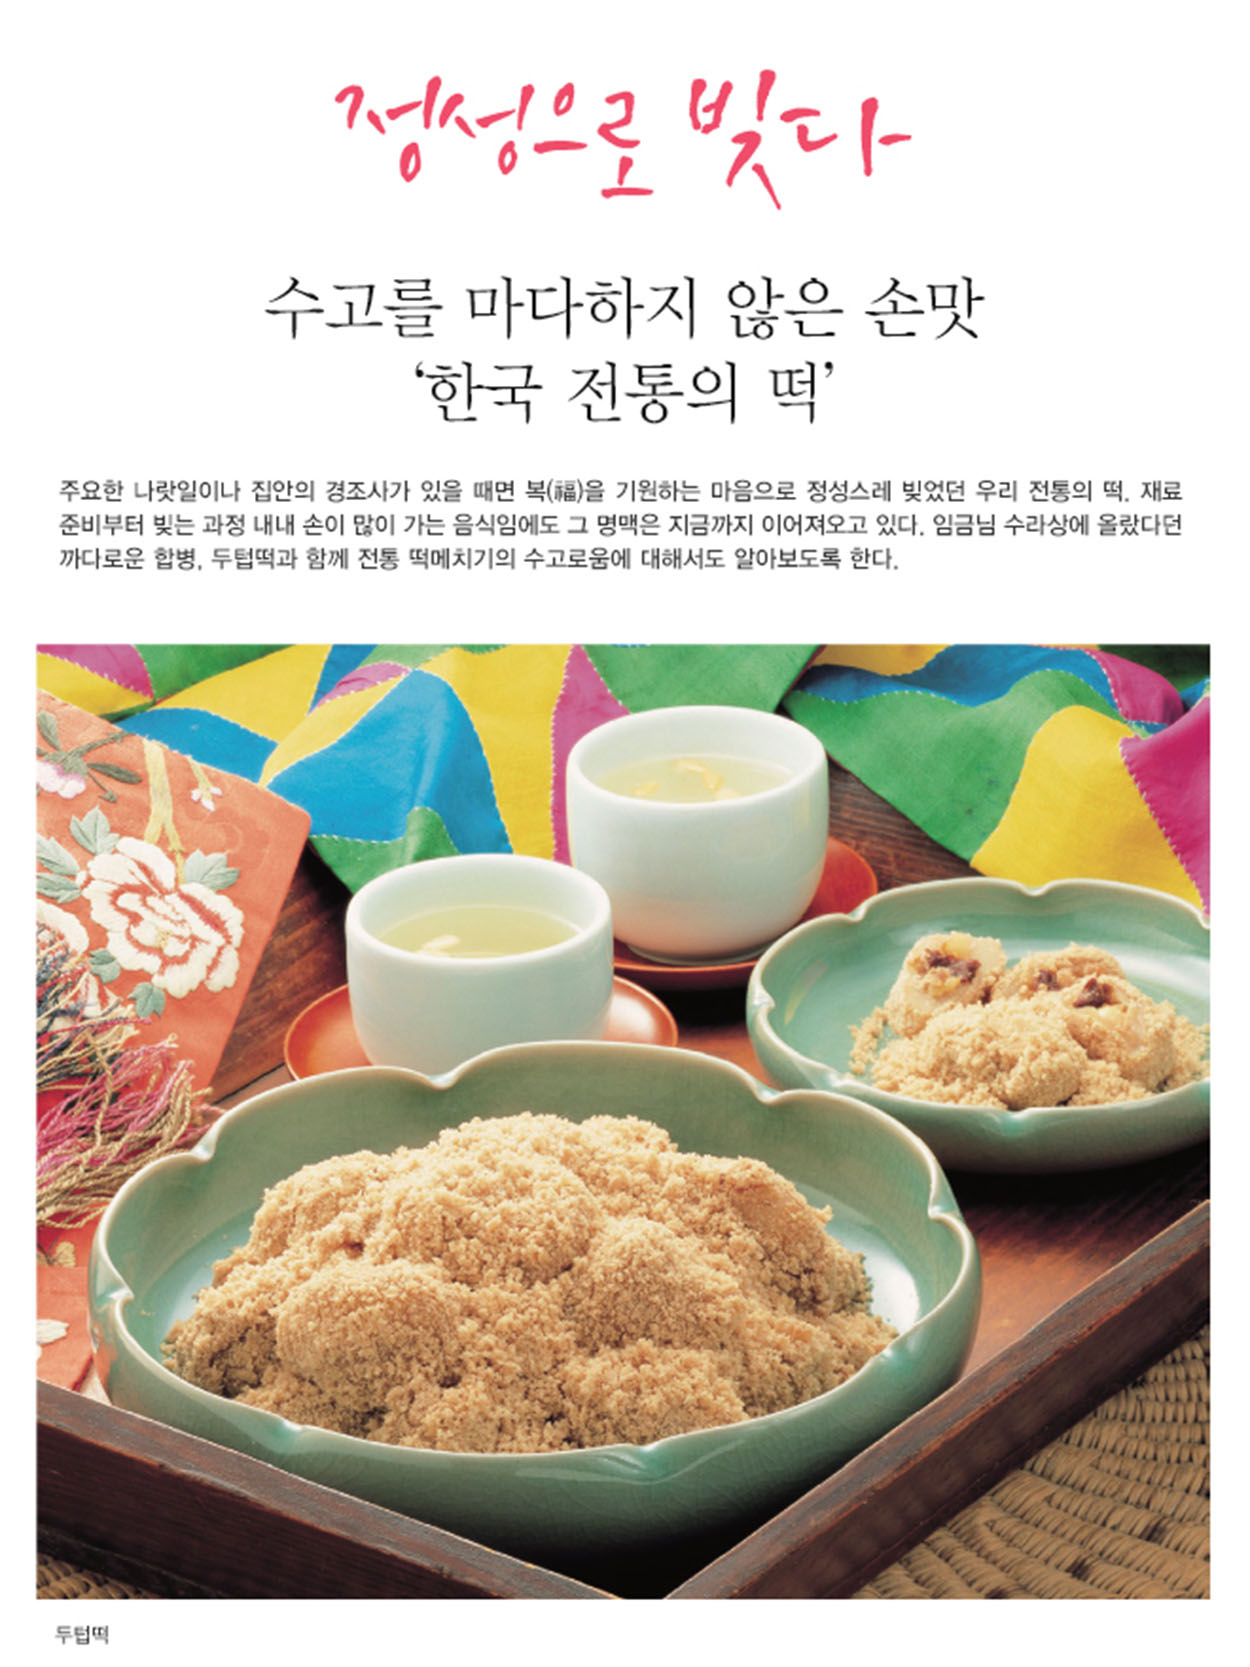 정성으로 빚다
수고를 마다하지 않은 손맛
‘한국 전통의 떡’
주요한 나랏일이나 집안의 경조사가 있을 때면 복(福)을 기원하는 마음으로 정성스레 빚었던 우리 전통의 떡. 재료
준비부터 빚는 과정 내내 손이 많이 가는 음식임에도 그 명맥은 지금까지 이어져오고 있다. 임금님 수라상에 올랐다던
까다로운 합병, 두텁떡과 함께 전통 떡메치기의 수고로움에 대해서도 알아보도록 한다.
두텁떡